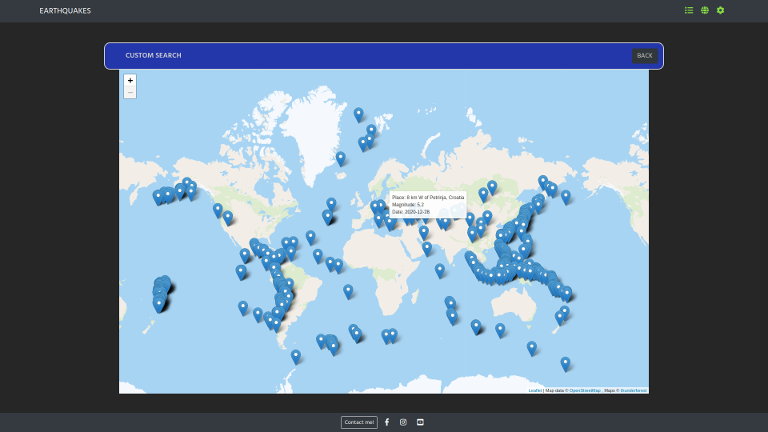 EARTHQUAKES
CUSTOM SEARCH
BACK
+
−
Place: 9 km W of Petrinja, Croatia
Magnitude: 5.2
Date: 2020-12-28
Leaflet | Map data © OpenStreetMap, Maps © Thunderforest
Contact me!